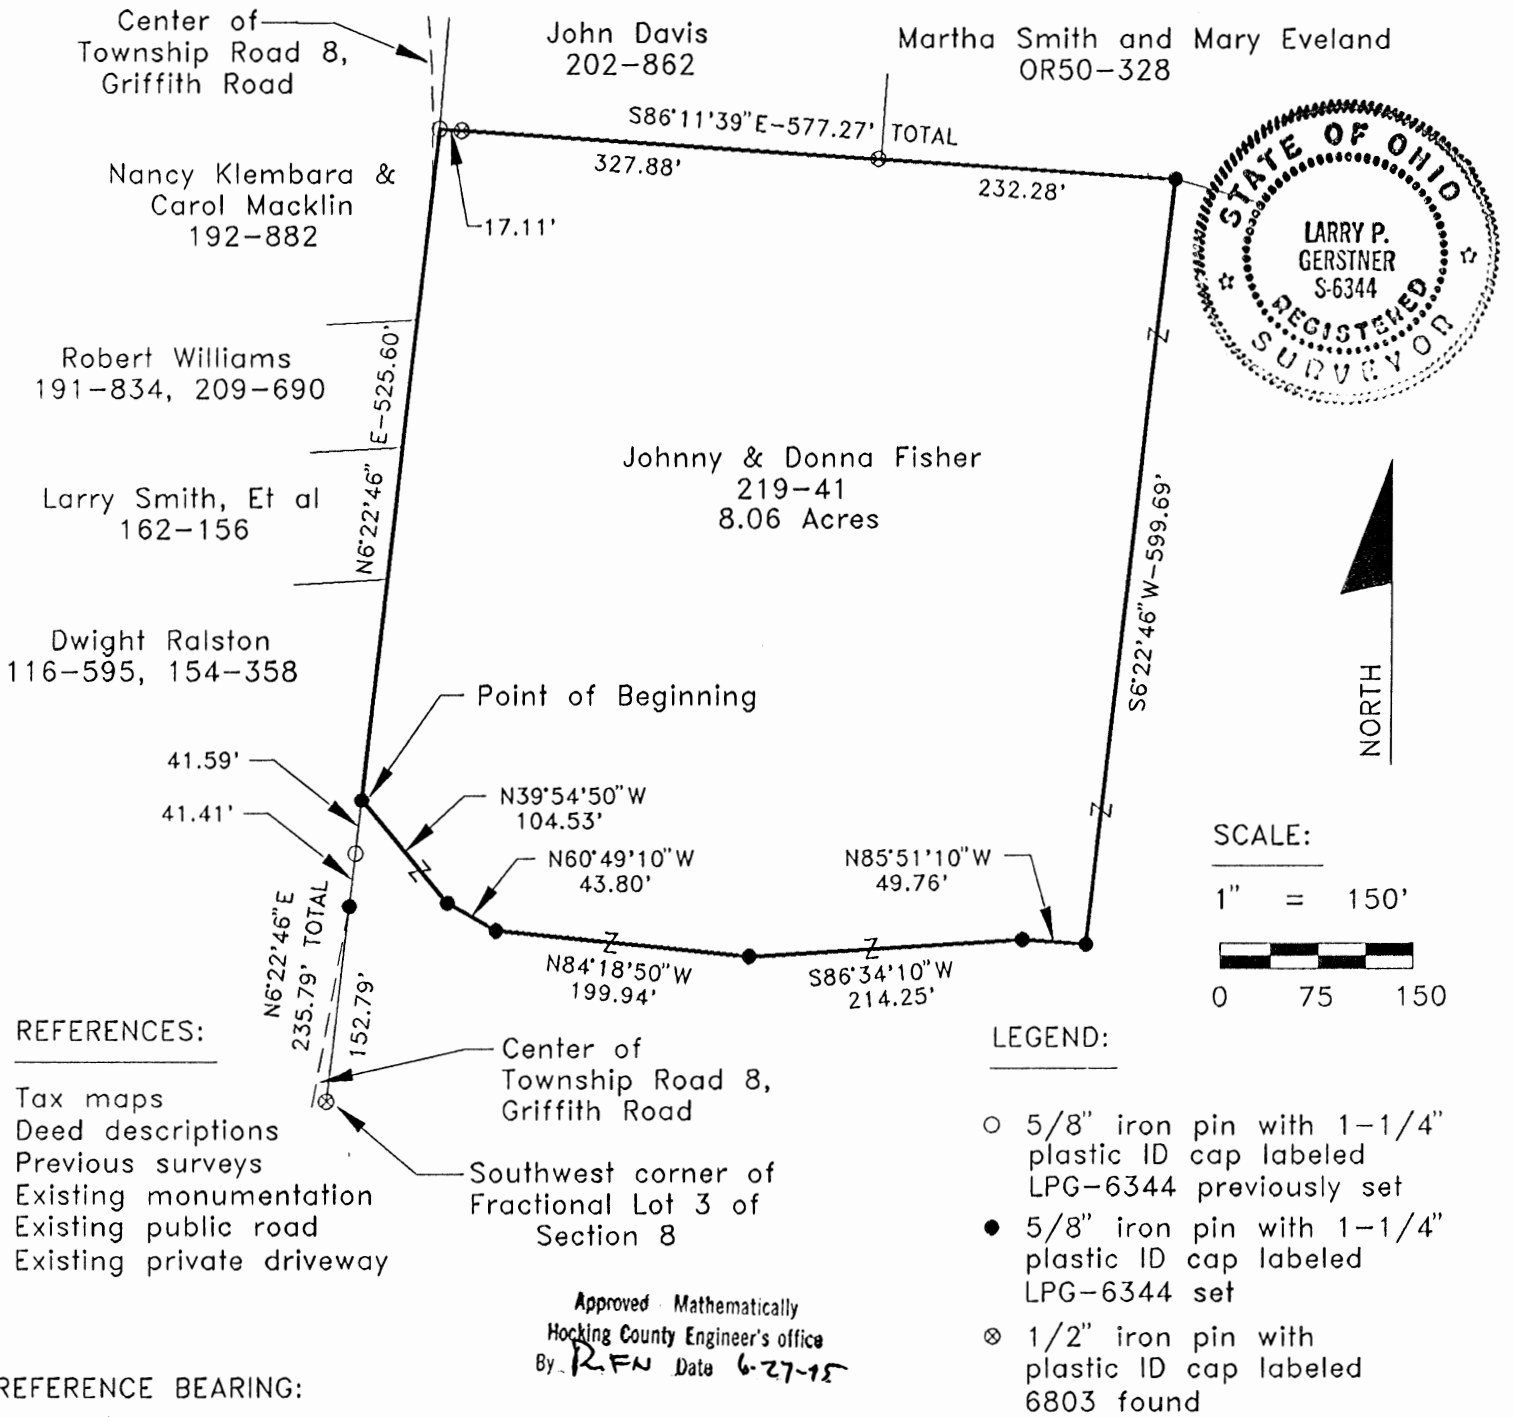 Center of
Township Road 8,
Griffith Road
John Davis
202-862
Martha Smith and Mary Eveland
OR50-328
S86°11'39"E-577.27' TOTAL
327.88'
232.28'
17.11'
STATE OF OHIO
LARRY P.
GERSTNER
S-6344
REGISTERED
SURVEYOR
Nancy Klembara &
Carol Macklin
192-882
Robert Williams
191-834, 209-690
N6°22'46" E-525.60'
Larry Smith, Et al
162-156
Johnny & Donna Fisher
219-41
8.06 Acres
S6°22'46"W-599.69'
NORTH
Dwight Ralston
116-595, 154-358
Point of Beginning
41.59'
41.41'
N39°54'50"W
104.53'
N60°49'10"W
43.80'
N85°51'10"W
49.76'
N84°18'50"W
199.94'
S86°34'10"W
214.25'
N6°22'46"E
235.79' TOTAL
152.79'
SCALE:
1" = 150'
0 75 150
REFERENCES:
Tax maps
Deed descriptions
Previous surveys
Existing monumentation
Existing public road
Existing private driveway
Center of
Township Road 8,
Griffith Road
Southwest corner of
Fractional Lot 3 of
Section 8
LEGEND:
5/8" iron pin with 1-1/4"
plastic ID cap labeled
LPG-6344 previously set
5/8" iron pin with 1-1/4"
plastic ID cap labeled
LPG-6344 set
1/2" iron pin with
plastic ID cap labeled
6803 found
Approved Mathematically
Hocking County Engineer's office
By RFN Date 6-27-95
REFERENCE BEARING: